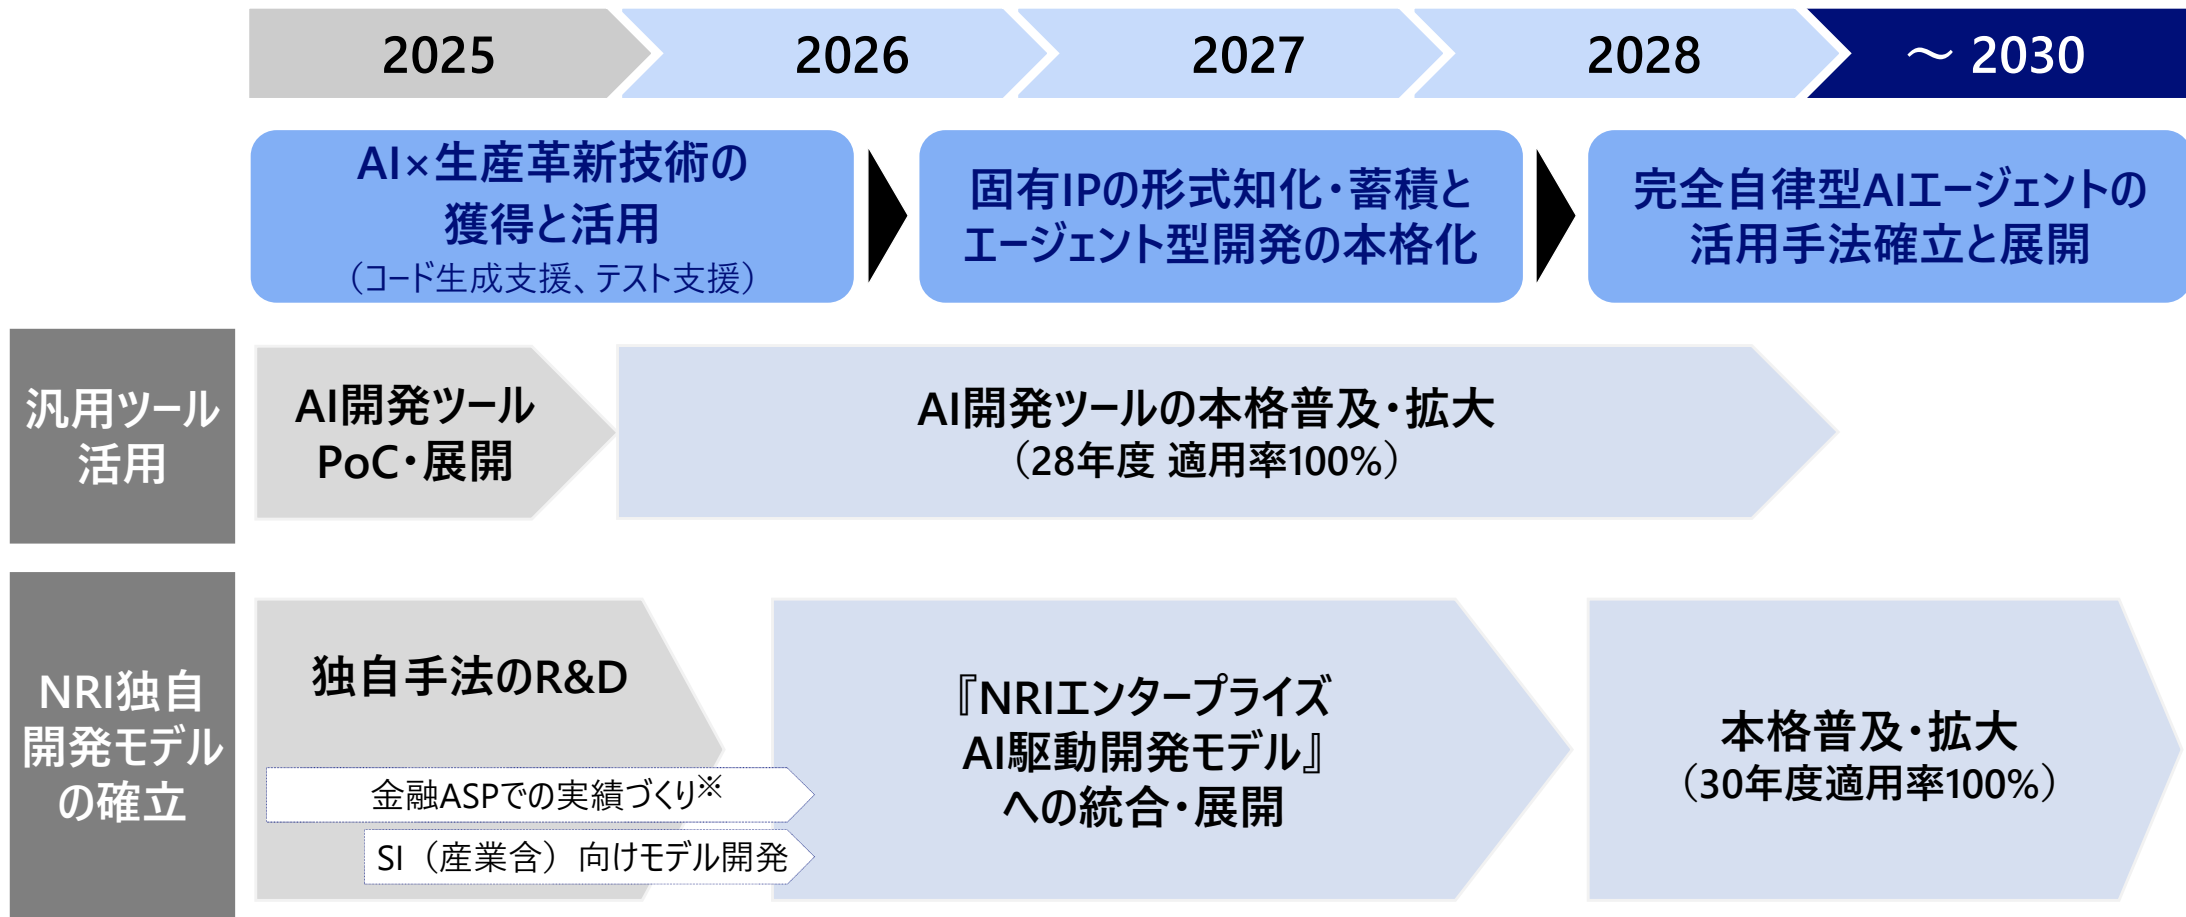 2025
2026
2027
2028
～ 2030
AI×生産革新技術の
獲得と活用
（コード生成支援、テスト支援）
固有IPの形式知化・蓄積と
エージェント型開発の本格化
完全自律型AIエージェントの
活用手法確立と展開
汎用ツール
活用
AI開発ツール
PoC・展開
AI開発ツールの本格普及・拡大
（28年度 適用率100%）
NRI独自
開発モデル
の確立
独自手法のR&D
金融ASPでの実績づくり※
SI（産業含）向けモデル開発
『NRIエンタープライズ
AI駆動開発モデル』
への統合・展開
本格普及・拡大
（30年度適用率100%）